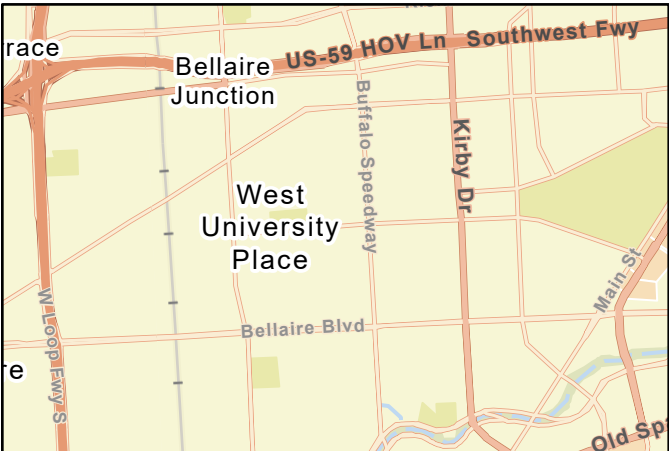 US-59 HOV Ln Southwest Fwy
rrace
Bellaire
Junction
Buffalo Speedway
Kirby Dr
West
University
Place
Main St
W Loop Fwy S
Bellaire Blvd
re
Old Spa